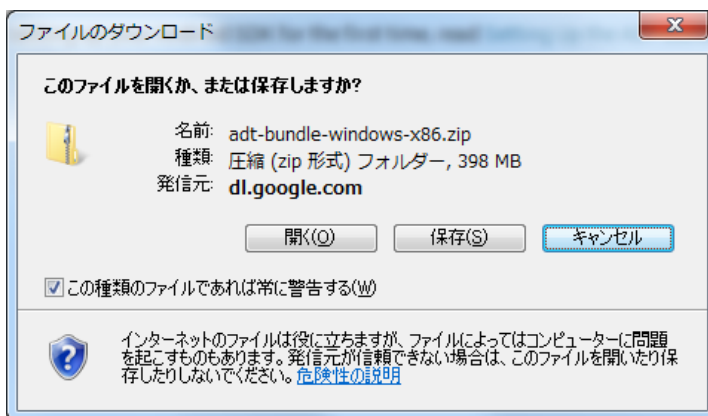 ファイルのダウンロード
このファイルを開くか、または保存しますか?
名前: adt-bundle-windows-x86.zip
種類: 圧縮 (zip 形式) フォルダー, 398 MB
発信元: dl.google.com
開く(O)
保存(S)
キャンセル
この種類のファイルであれば常に警告する(W)
インターネットのファイルは役に立ちますが、ファイルによってはコンピューターに問題
を起こすものもあります。発信元が信頼できない場合は、このファイルを開いたり保
存したりしないでください。危険性の説明